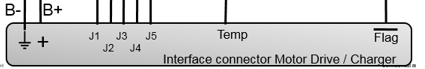 B- B+
J1 J3 J5 Temp Flag
+ J2 J4
Interface connector Motor Drive / Charger